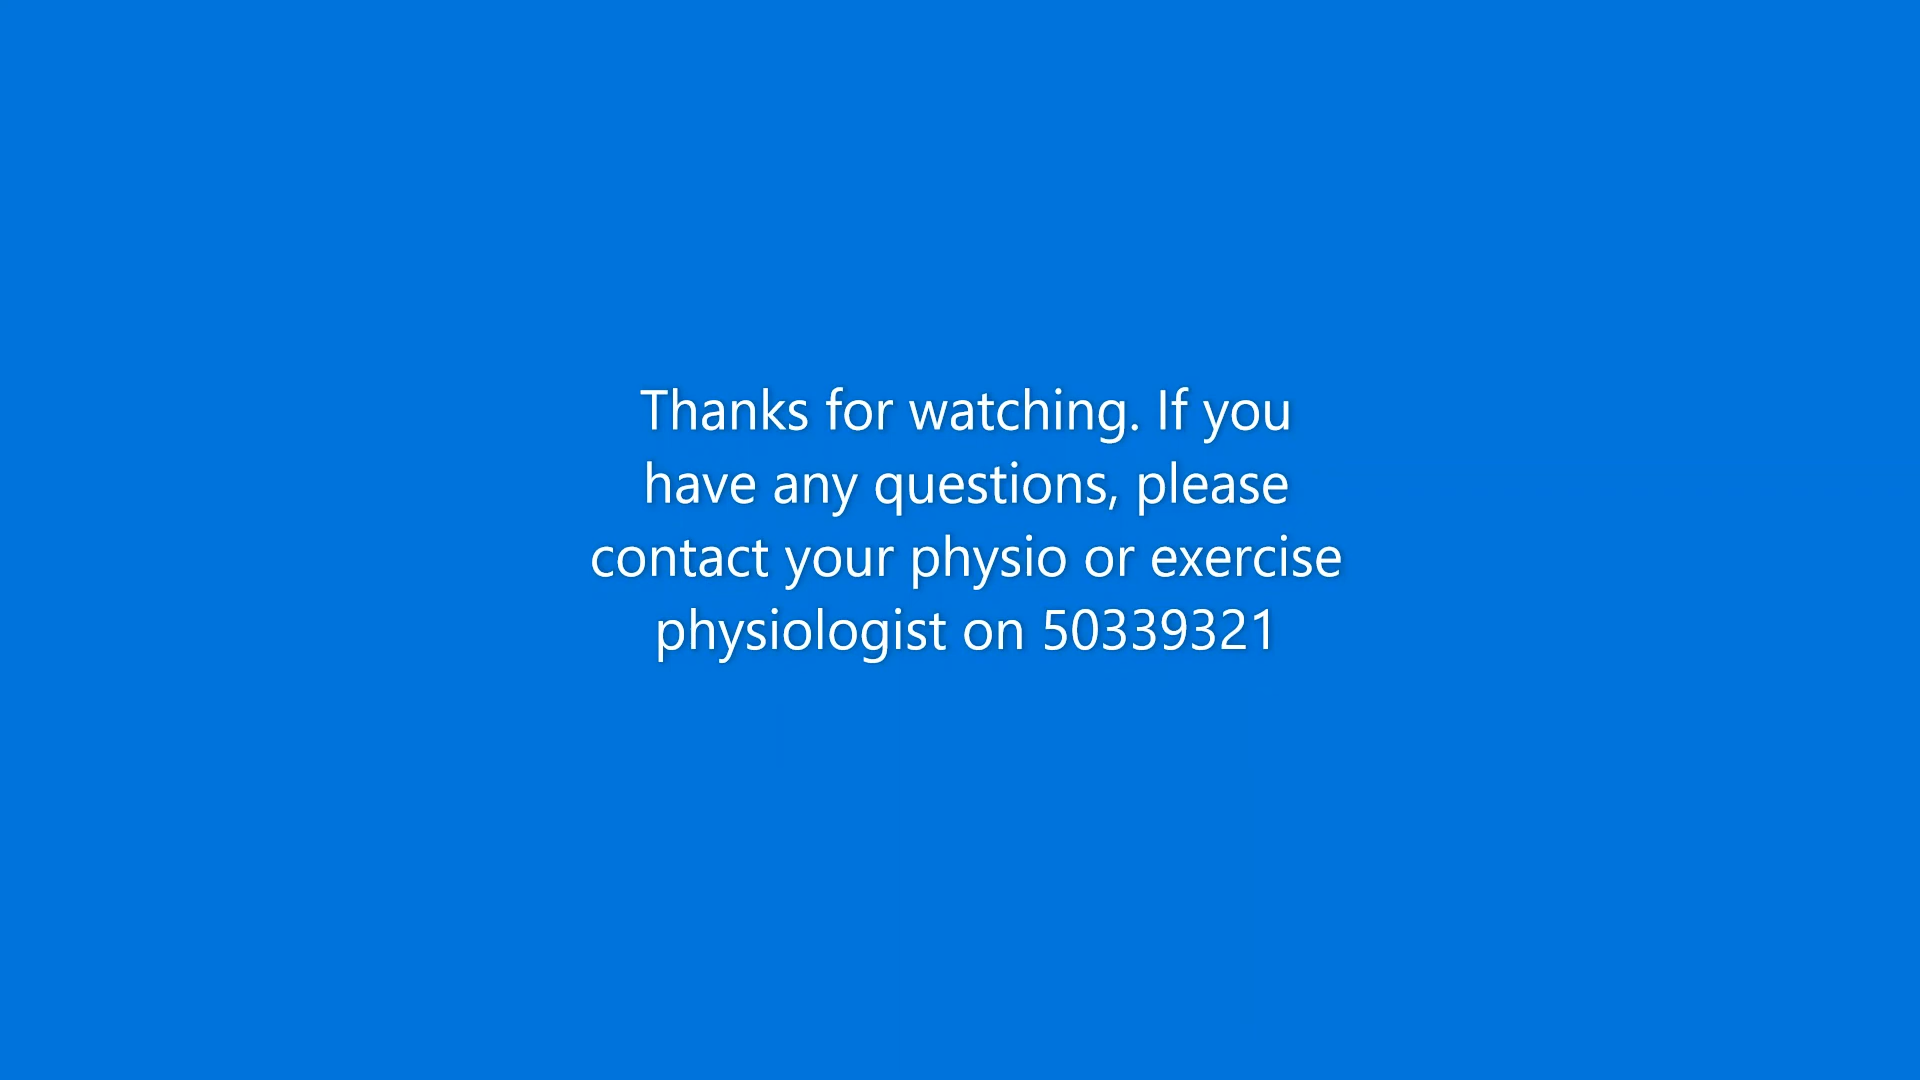 Thanks for watching. If you
have any questions, please
contact your physio or exercise
physiologist on 50339321